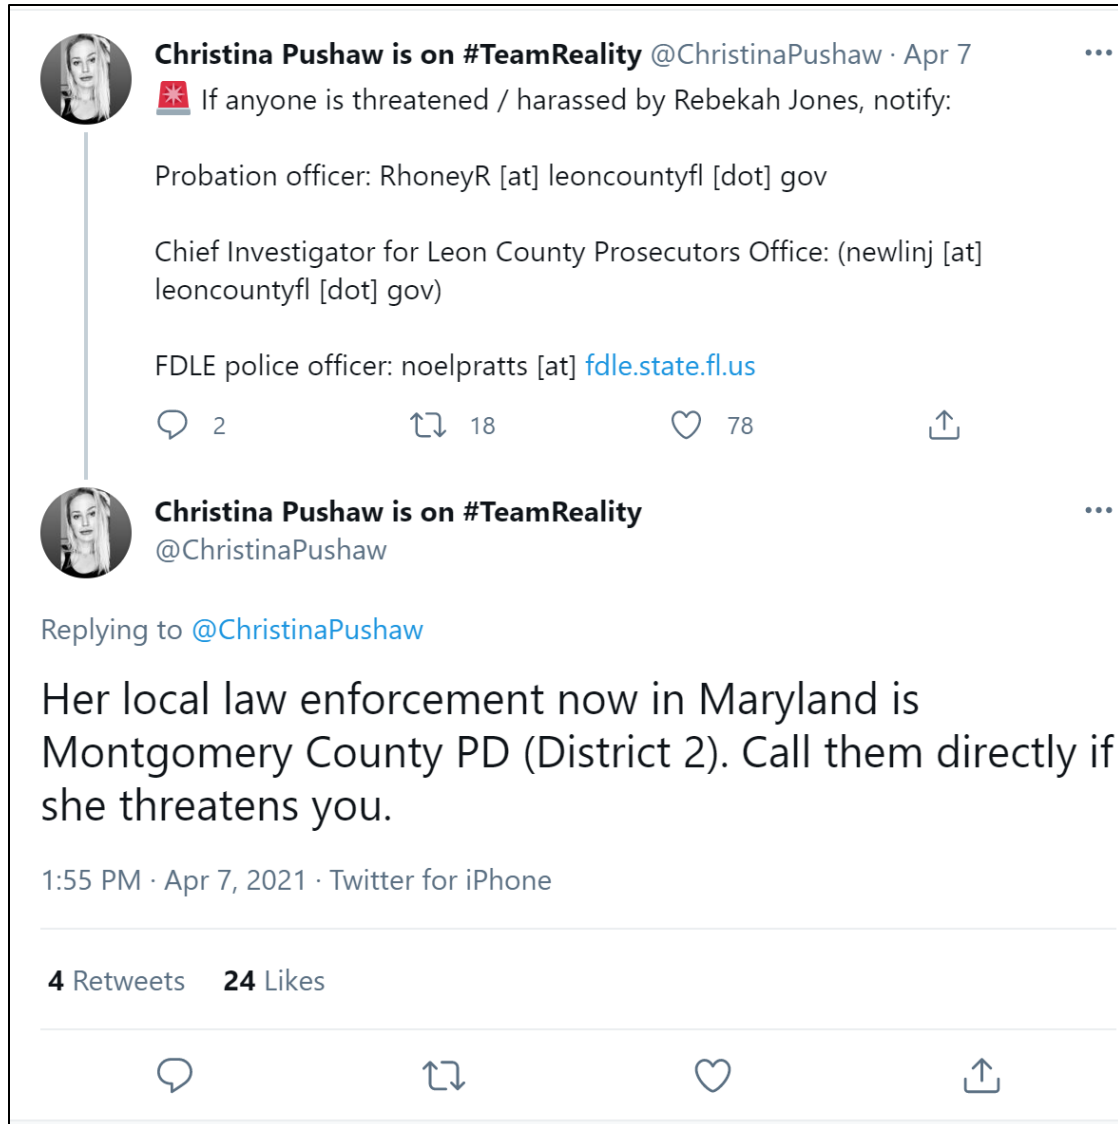 Christina Pushaw is on #TeamReality @ChristinaPushaw · Apr 7
🚨 If anyone is threatened / harassed by Rebekah Jones, notify:
Probation officer: RhoneyR [at] leoncountyfl [dot] gov
Chief Investigator for Leon County Prosecutors Office: (newlinj [at]
leoncountyfl [dot] gov)
FDLE police officer: noelpratts [at] fdle.state.fl.us
2 18 78
Christina Pushaw is on #TeamReality
@ChristinaPushaw
Replying to @ChristinaPushaw
Her local law enforcement now in Maryland is
Montgomery County PD (District 2). Call them directly if
she threatens you.
1:55 PM · Apr 7, 2021 · Twitter for iPhone
4 Retweets 24 Likes